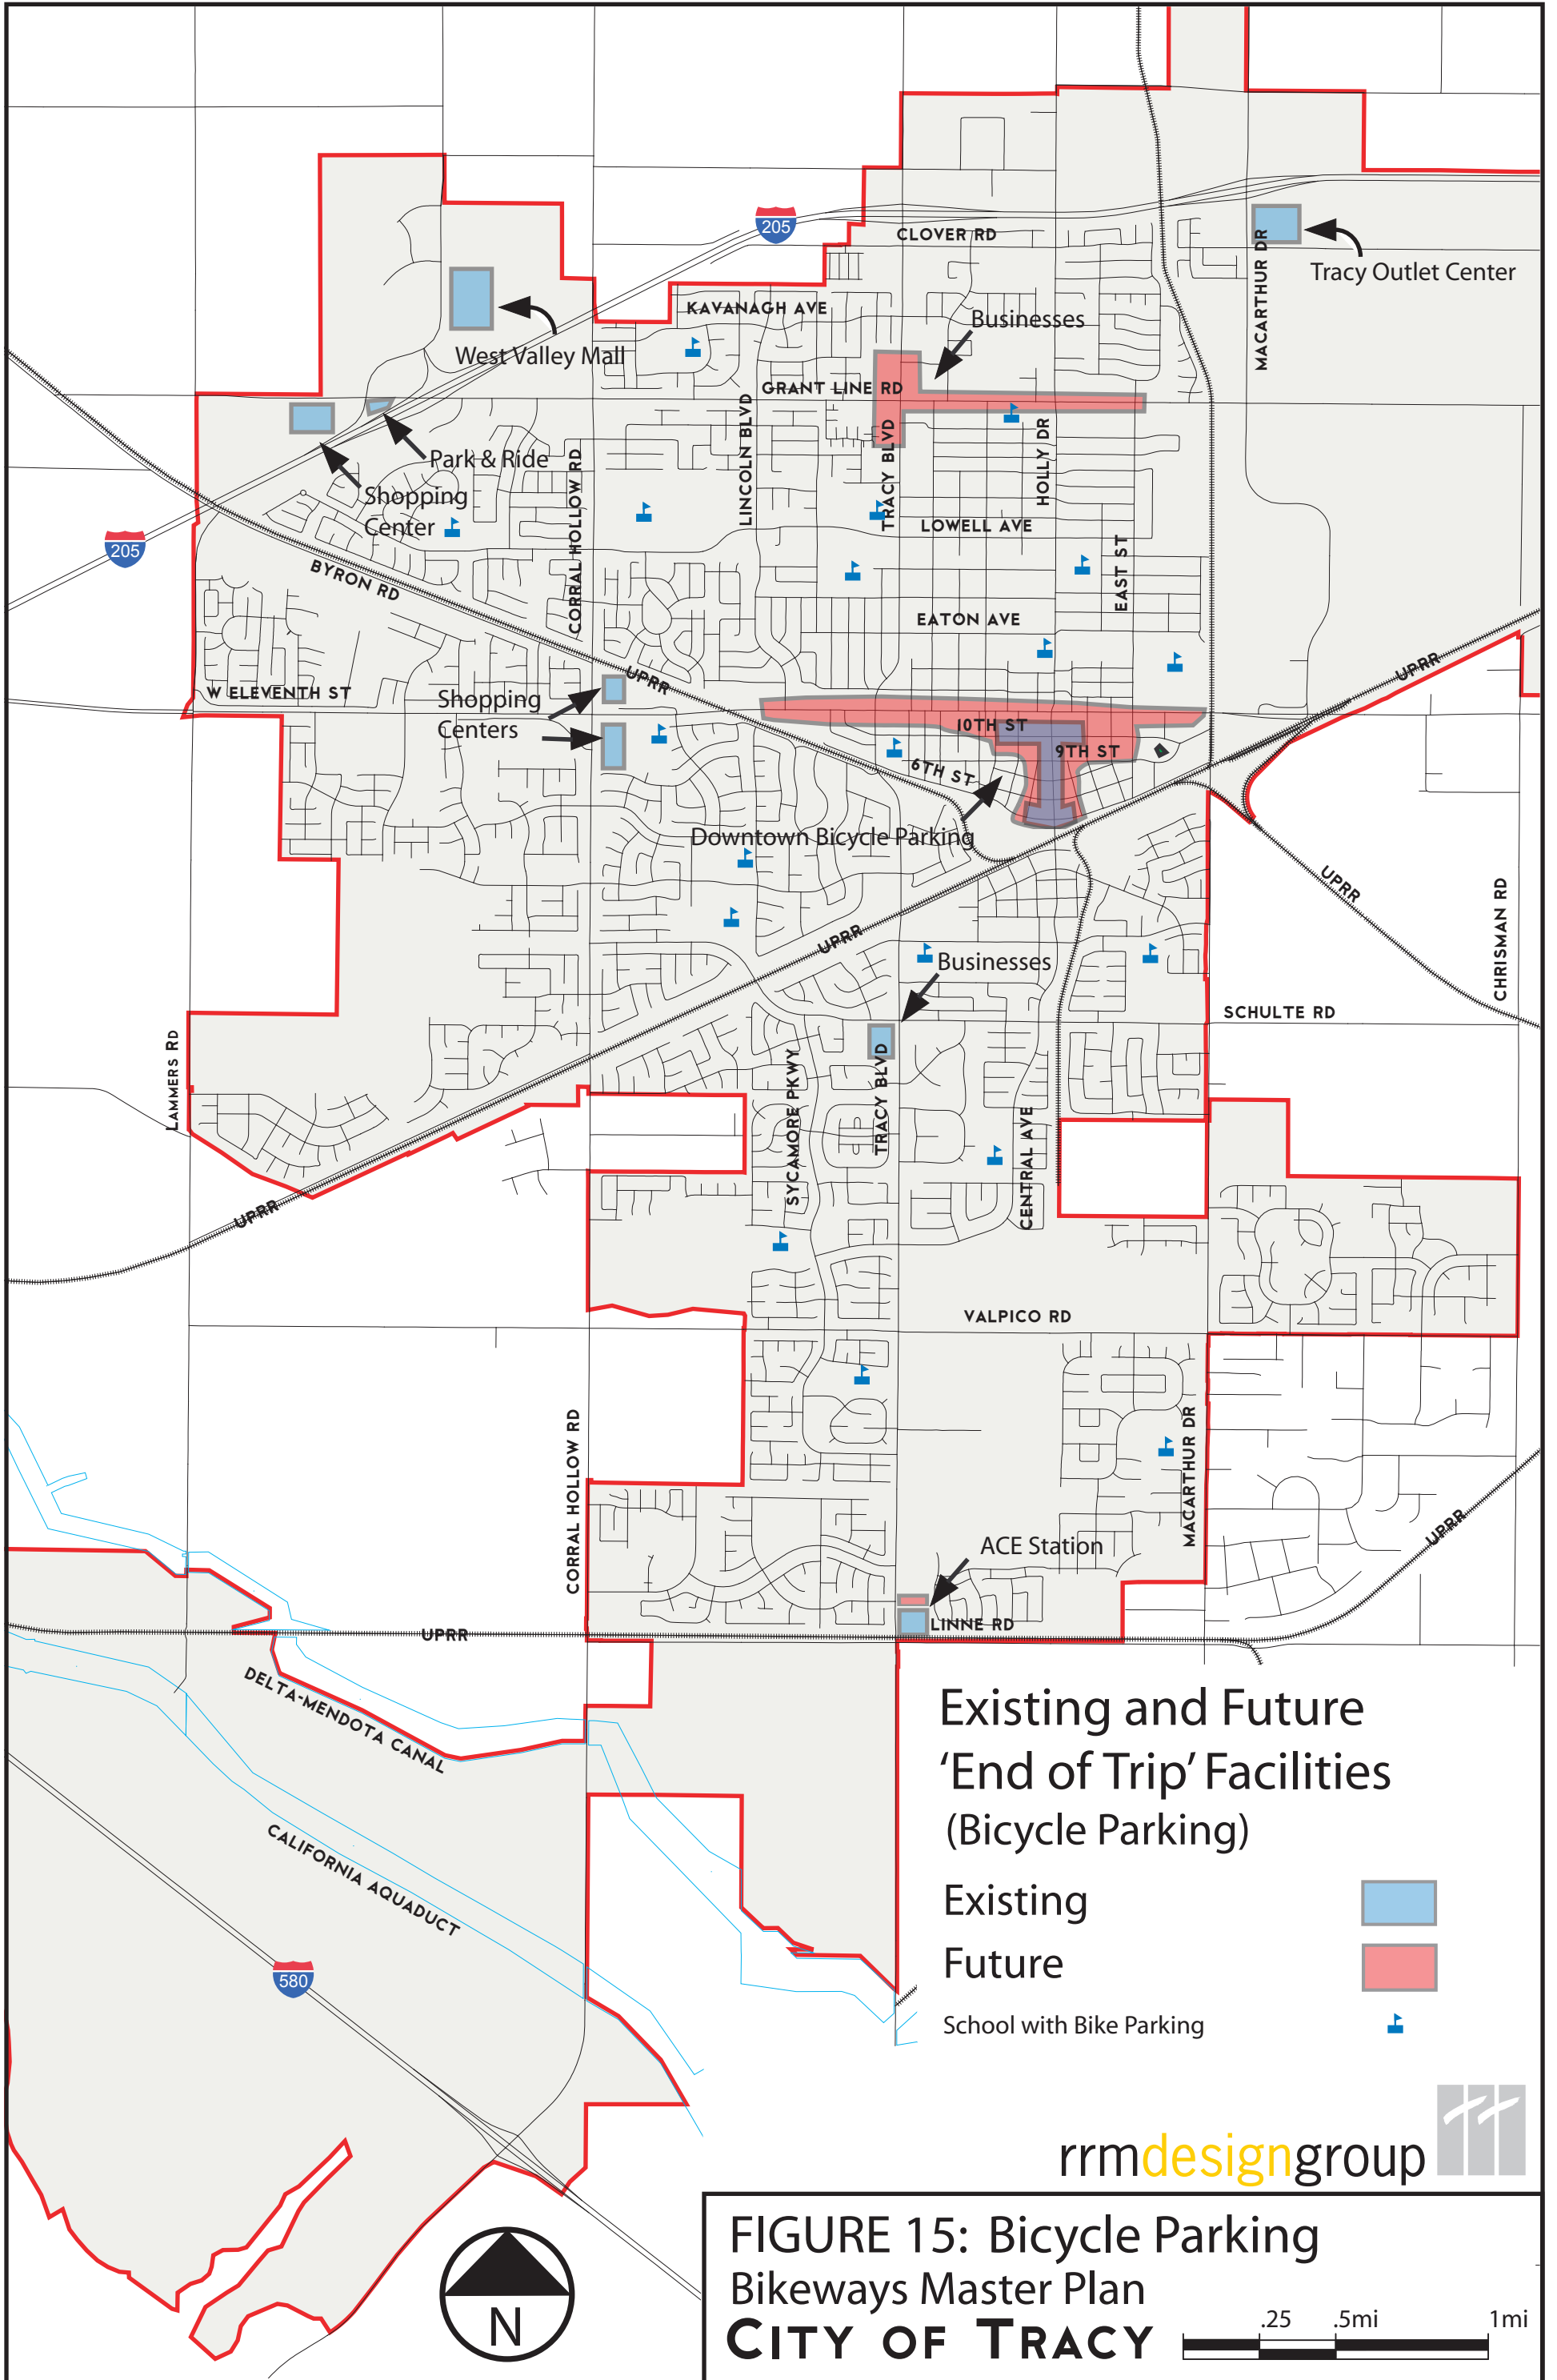 205
CLOVER RD
MACARTHUR DR
Tracy Outlet Center
KAVANAGH AVE
Businesses
West Valley Mall
GRANT LINE RD
LINCOLN BLVD
TRACY BLVD
HOLLY DR
Park & Ride
CORRAL HOLLOW RD
Shopping
Center
LOWELL AVE
205
EAST ST
BYRON RD
EATON AVE
UPRR
UPRR
W ELEVENTH ST
Shopping
Centers
10TH ST
9TH ST
6TH ST
Downtown Bicycle Parking
UPRR
CHRISMAN RD
UPRR
Businesses
SCHULTE RD
LAMMERS RD
SYCAMORE PKWY
TRACY BLVD
CENTRAL AVE
UPRR
VALPICO RD
CORRAL HOLLOW RD
MACARTHUR DR
UPRR
ACE Station
LINNE RD
UPRR
DELTA-MENDOTA CANAL
CALIFORNIA AQUADUCT
580
Existing and Future
‘End of Trip’ Facilities
(Bicycle Parking)
Existing
Future
School with Bike Parking
rrmdesigngroup
N
FIGURE 15: Bicycle Parking
Bikeways Master Plan
CITY OF TRACY
.25 .5mi 1mi